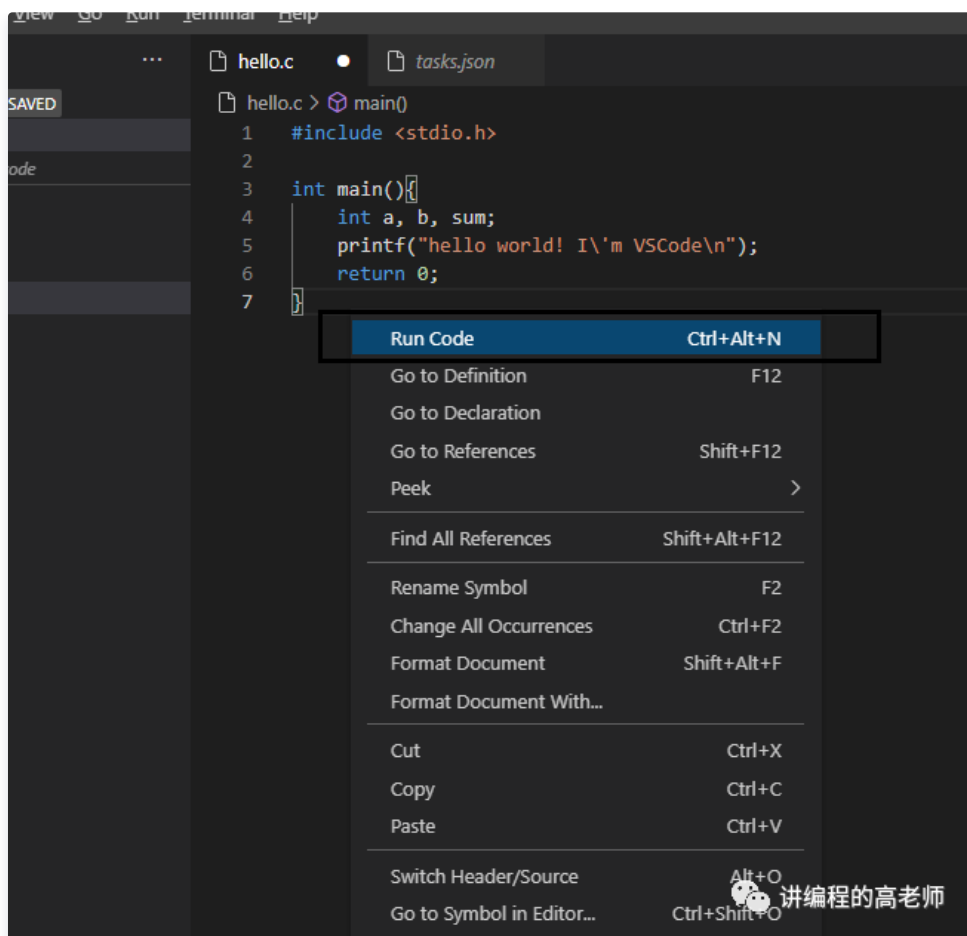 View Go Run Terminal Help
...
hello.c ● tasks.json
SAVED
hello.c > main()
ode
1 #include <stdio.h>
2
3 int main(){
4 int a, b, sum;
5 printf("hello world! I\'m VSCode\n");
6 return 0;
7 }
Run Code Ctrl+Alt+N
Go to Definition F12
Go to Declaration
Go to References Shift+F12
Peek >
Find All References Shift+Alt+F12
Rename Symbol F2
Change All Occurrences Ctrl+F2
Format Document Shift+Alt+F
Format Document With...
Cut Ctrl+X
Copy Ctrl+C
Paste Ctrl+V
Switch Header/Source Alt+O
讲编程的高老师
Go to Symbol in Editor... Ctrl+Shift+O